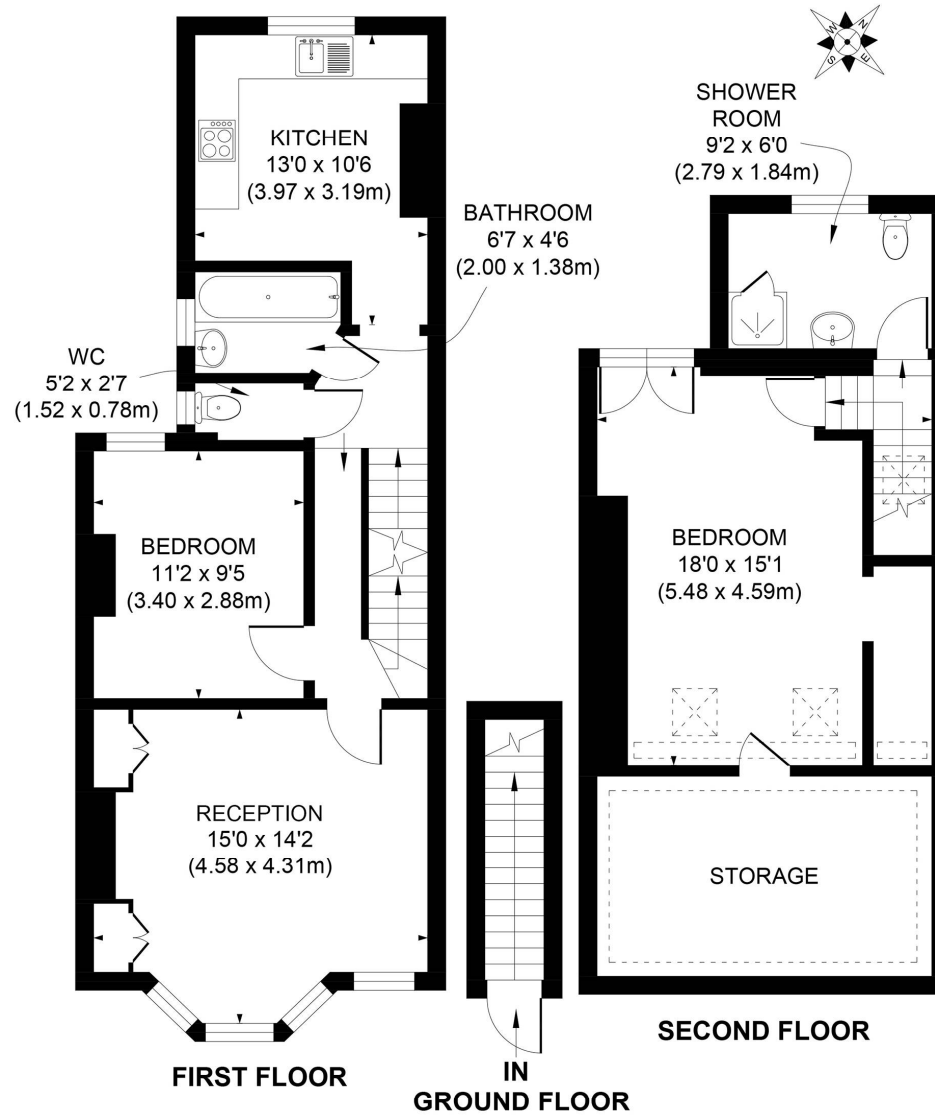 KITCHEN
13'0 x 10'6
(3.97 x 3.19m)
BATHROOM
6'7 x 4'6
(2.00 x 1.38m)
WC
5'2 x 2'7
(1.52 x 0.78m)
BEDROOM
11'2 x 9'5
(3.40 x 2.88m)
RECEPTION
15'0 x 14'2
(4.58 x 4.31m)
FIRST FLOOR
IN
GROUND FLOOR
N
E
S
W
SHOWER
ROOM
9'2 x 6'0
(2.79 x 1.84m)
BEDROOM
18'0 x 15'1
(5.48 x 4.59m)
STORAGE
SECOND FLOOR